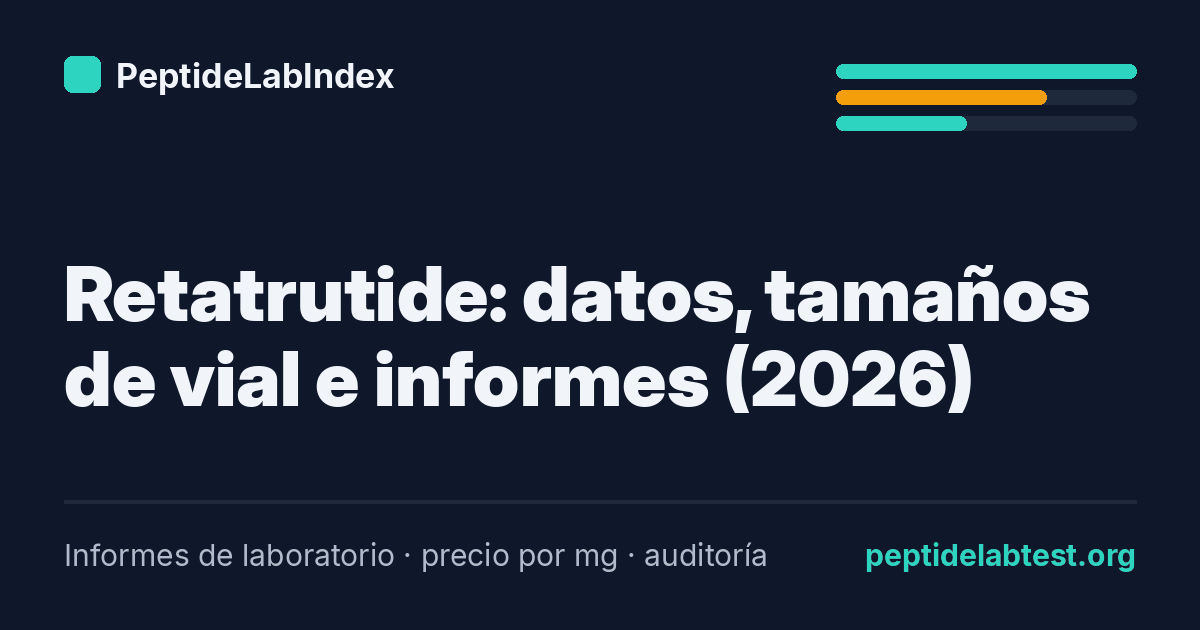 PeptideLabIndex
Retatrutide: datos, tamaños
de vial e informes (2026)
Informes de laboratorio · precio por mg · auditoría
peptidelabtest.org